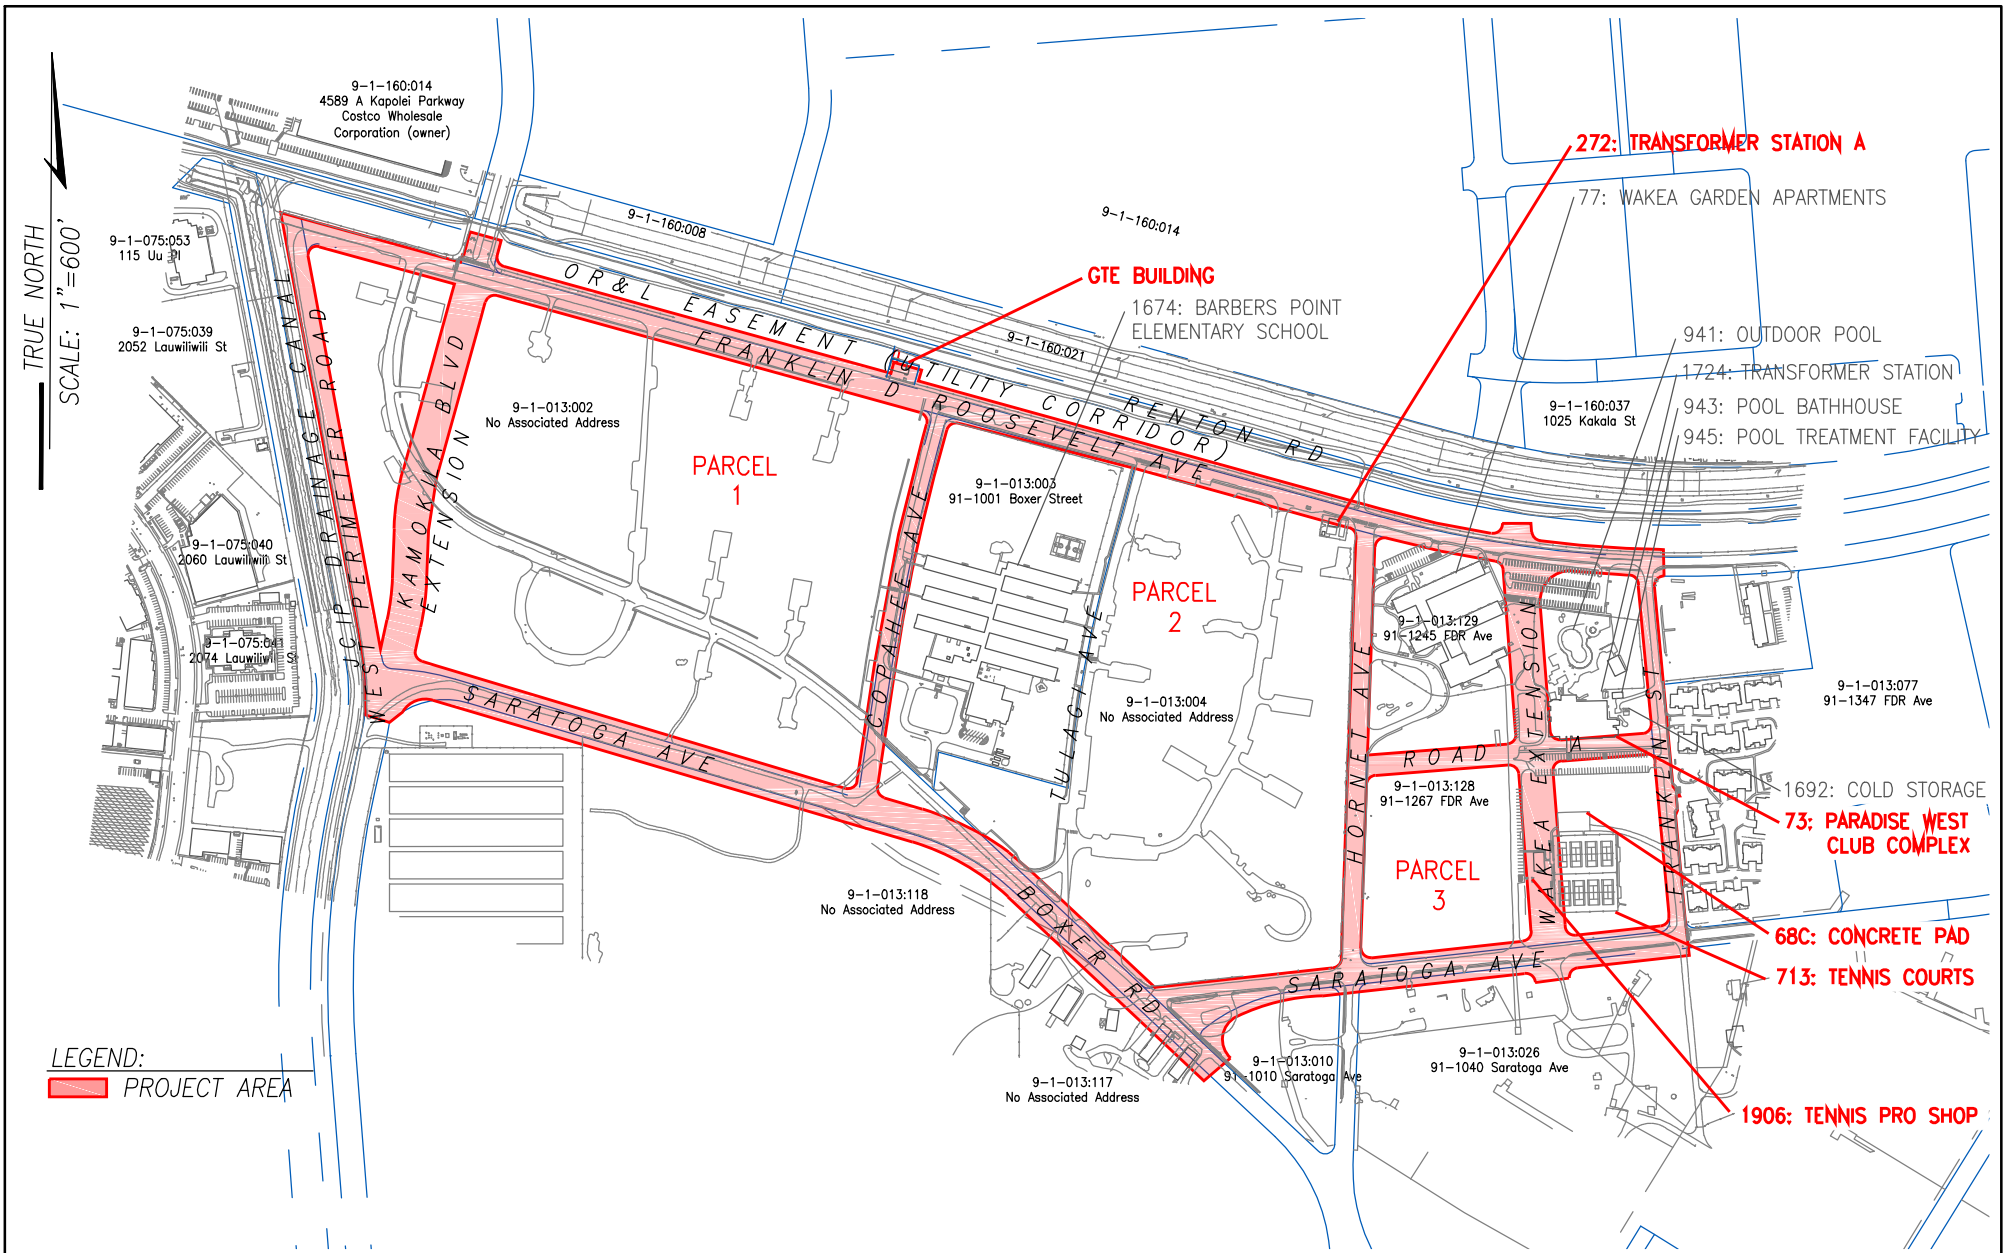 9-1-160:014
4589 A Kapolei Parkway
Costco Wholesale
Corporation (owner)
TRUE NORTH
SCALE: 1"=600'
9-1-075:053
115 Uu Pl
9-1-075:039
2052 Lauwiliwili St
9-1-075:040
2060 Lauwiliwili St
9-1-075:041
2074 Lauwiliwili St
JCIP DRAINAGE CANAL
WEST PERIMETER ROAD
KAMOKILA BLVD
EXTENSION
9-1-160:008
9-1-160:014
OR&L EASEMENT (UTILITY CORRIDOR)
FRANKLIN D ROOSEVELT AVE
RENTON RD
9-1-160:021
GTE BUILDING
1674: BARBERS POINT
ELEMENTARY SCHOOL
272: TRANSFORMER STATION A
77: WAKEA GARDEN APARTMENTS
941: OUTDOOR POOL
1724: TRANSFORMER STATION
943: POOL BATHHOUSE
945: POOL TREATMENT FACILITY
9-1-160:037
1025 Kakala St
9-1-013:002
No Associated Address
PARCEL
1
9-1-013:003
91-1001 Boxer Street
COPAHEE AVE
TULAGI AVE
PARCEL
2
9-1-013:004
No Associated Address
HORNET AVE
9-1-013:129
91-1245 FDR Ave
WAKEA EXTENSION
FRANKLIN ST
9-1-013:077
91-1347 FDR Ave
ROAD A
9-1-013:128
91-1267 FDR Ave
PARCEL
3
1692: COLD STORAGE
73: PARADISE WEST
CLUB COMPLEX
68C: CONCRETE PAD
713: TENNIS COURTS
1906: TENNIS PRO SHOP
SARATOGA AVE
BOXER RD
SARATOGA AVE
9-1-013:118
No Associated Address
9-1-013:117
No Associated Address
9-1-013:010
91-1010 Saratoga Ave
9-1-013:026
91-1040 Saratoga Ave
LEGEND:
PROJECT AREA